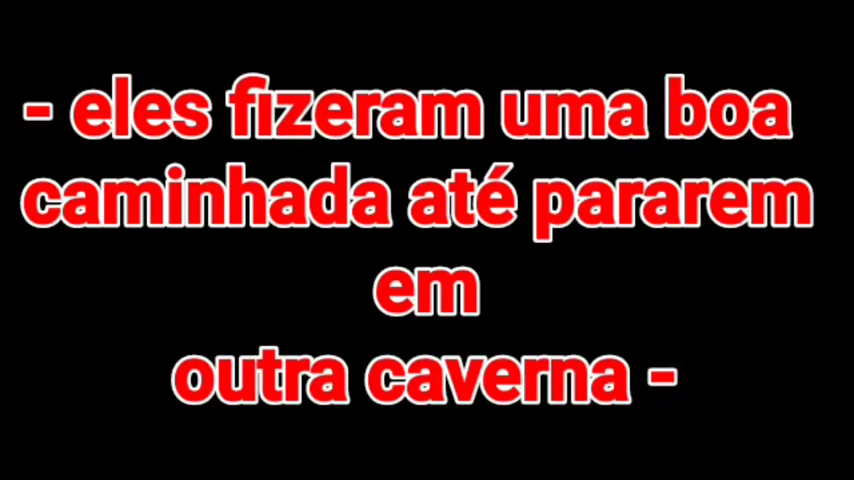 - eles fizeram uma boa
caminhada até pararem
em
outra caverna -